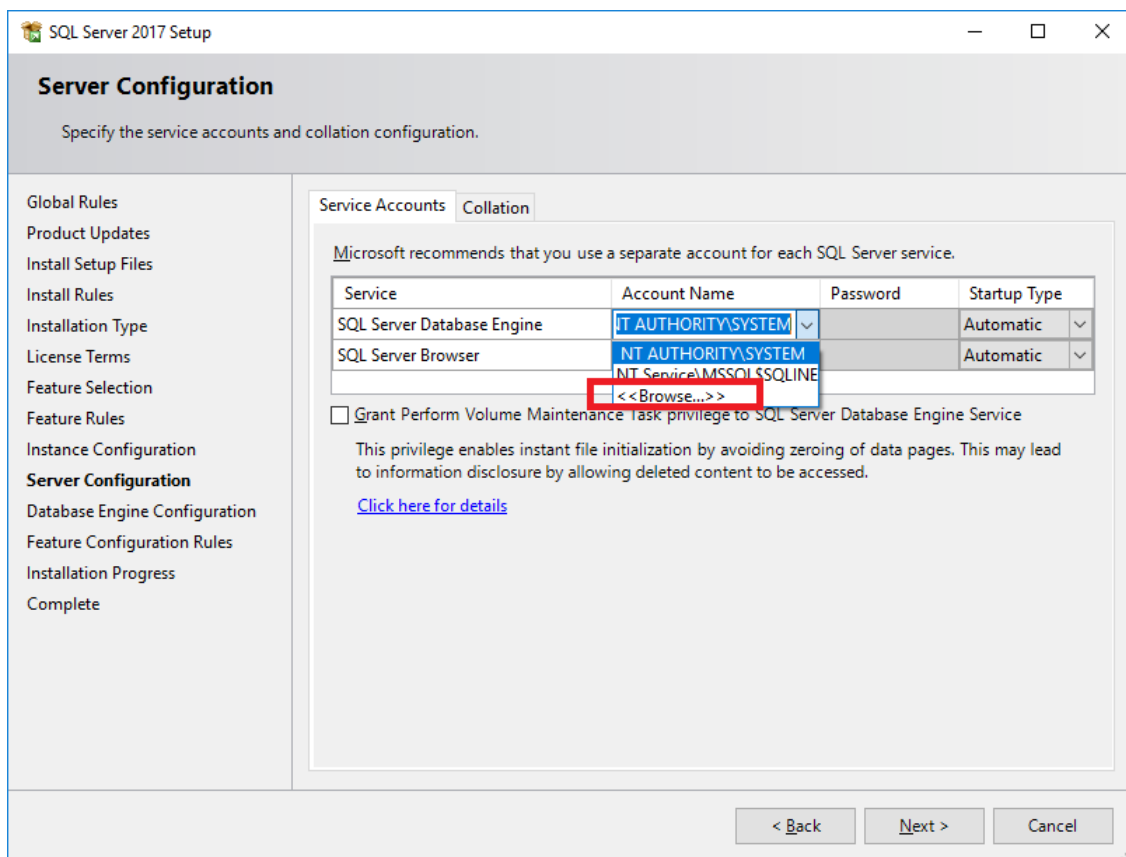 SQL Server 2017 Setup
Server Configuration
Specify the service accounts and collation configuration.
Global Rules
Product Updates
Install Setup Files
Install Rules
Installation Type
License Terms
Feature Selection
Feature Rules
Instance Configuration
Server Configuration
Database Engine Configuration
Feature Configuration Rules
Installation Progress
Complete
Service Accounts Collation
Microsoft recommends that you use a separate account for each SQL Server service.
Service Account Name Password Startup Type
SQL Server Database Engine NT AUTHORITY\SYSTEM Automatic
SQL Server Browser NT AUTHORITY\SYSTEM Automatic
NT Service\MSSQL$SQLINE
<<Browse...>>
Grant Perform Volume Maintenance Task privilege to SQL Server Database Engine Service
This privilege enables instant file initialization by avoiding zeroing of data pages. This may lead
to information disclosure by allowing deleted content to be accessed.
Click here for details
< Back Next > Cancel